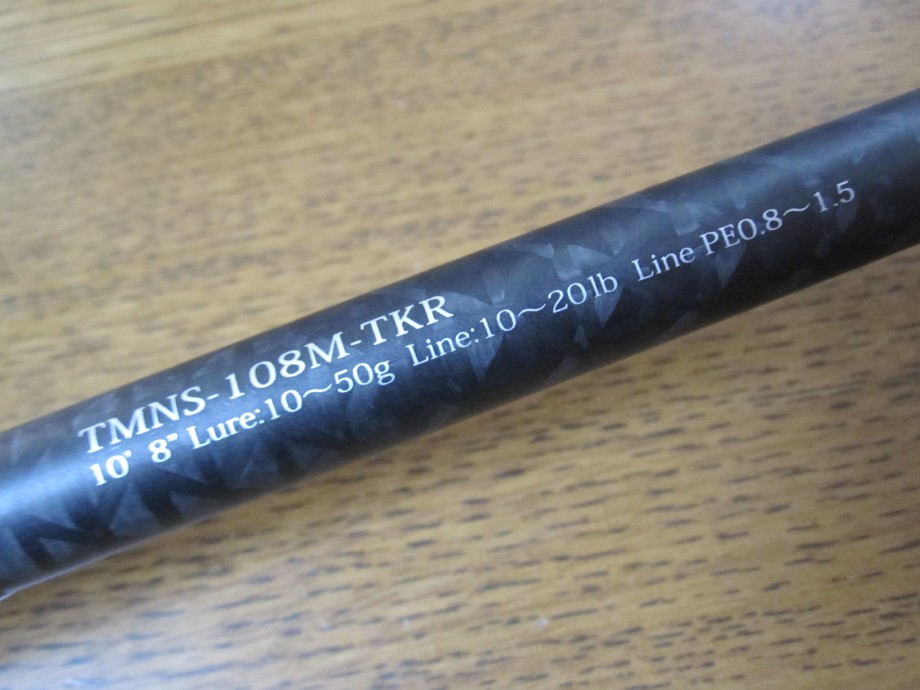 TMNS-108M-TKR
10' 8" Lure:10～50g Line:10～20lb Line PE0.8～1.5